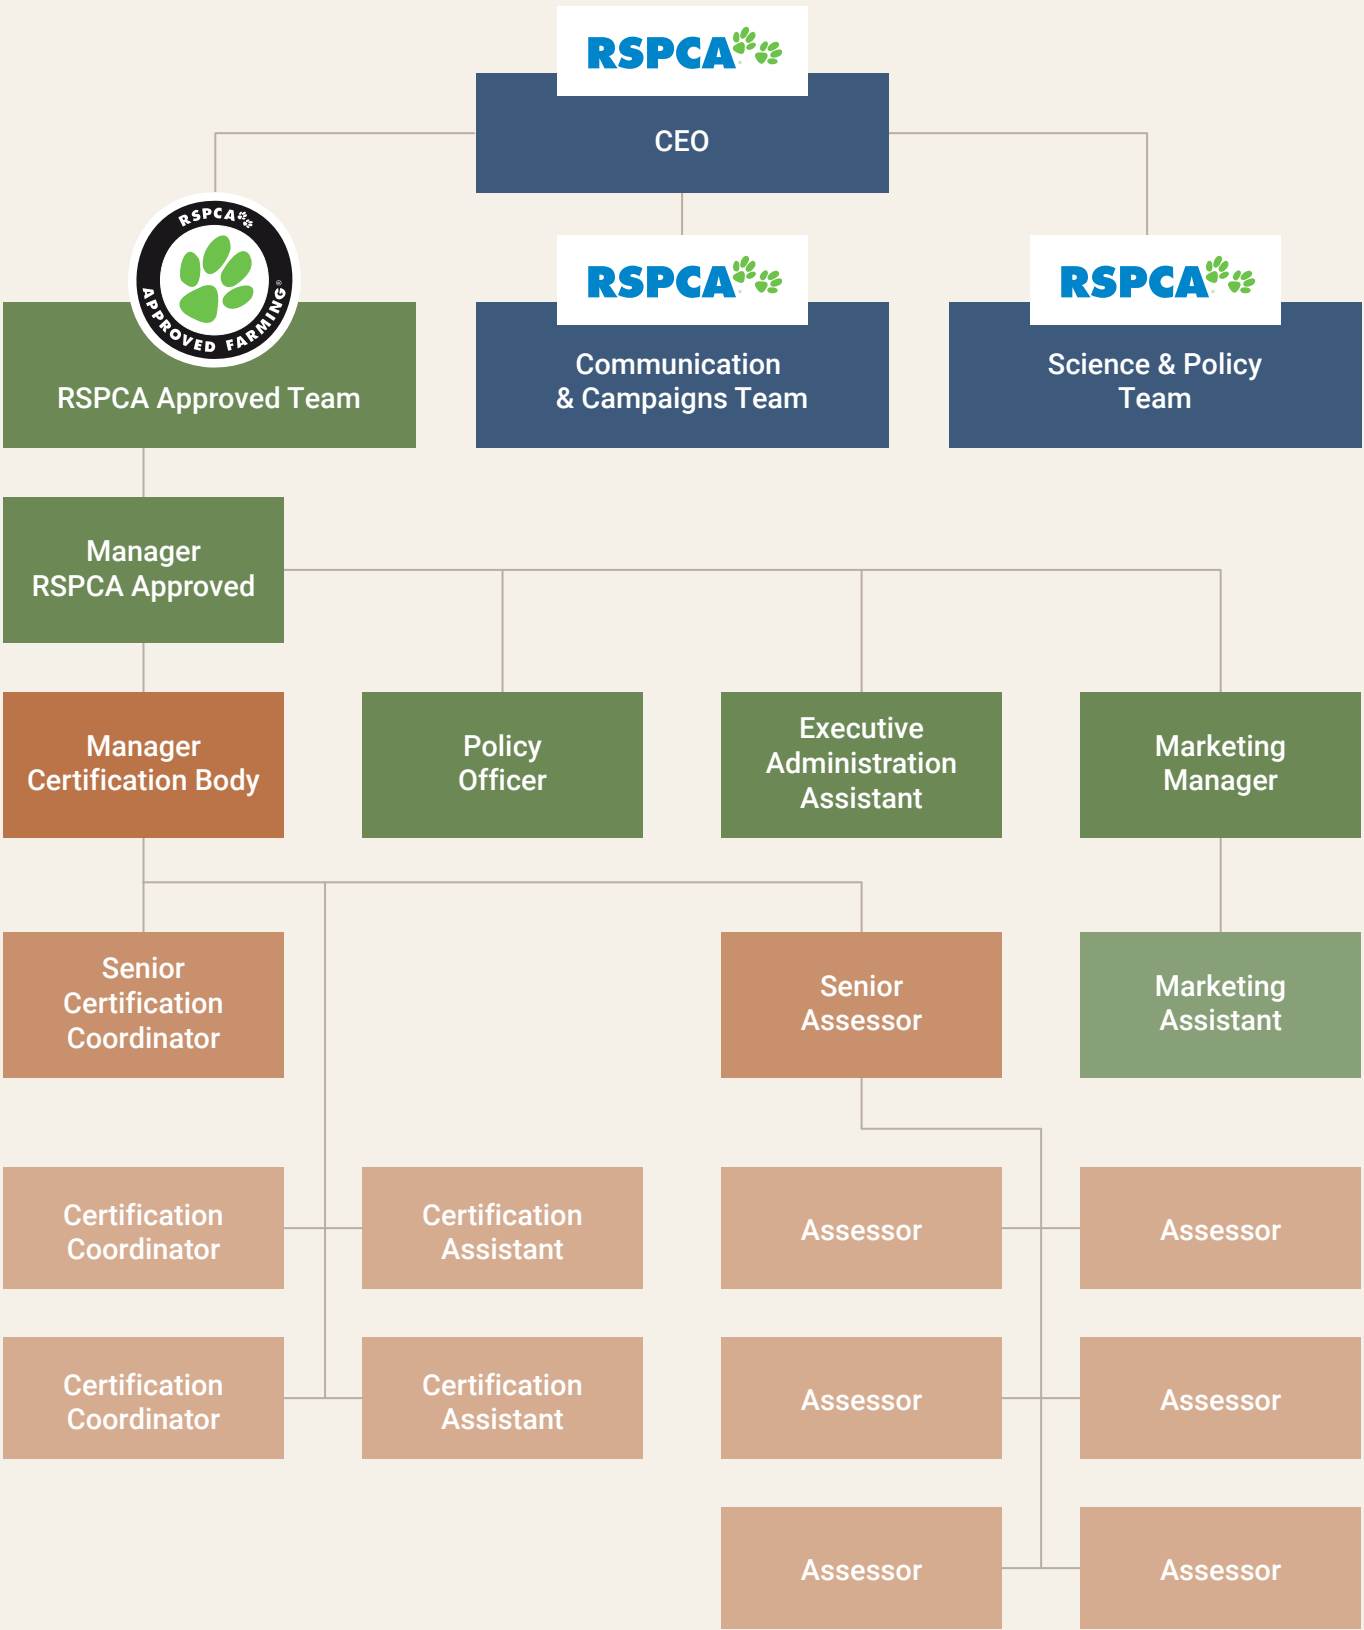 RSPCA
CEO
RSPCA
APPROVED FARMING®
RSPCA Approved Team
RSPCA
Communication
& Campaigns Team
RSPCA
Science & Policy
Team
Manager
RSPCA Approved
Manager
Certification Body
Policy
Officer
Executive
Administration
Assistant
Marketing
Manager
Senior
Certification
Coordinator
Senior
Assessor
Marketing
Assistant
Certification
Coordinator
Certification
Assistant
Assessor
Assessor
Certification
Coordinator
Certification
Assistant
Assessor
Assessor
Assessor
Assessor